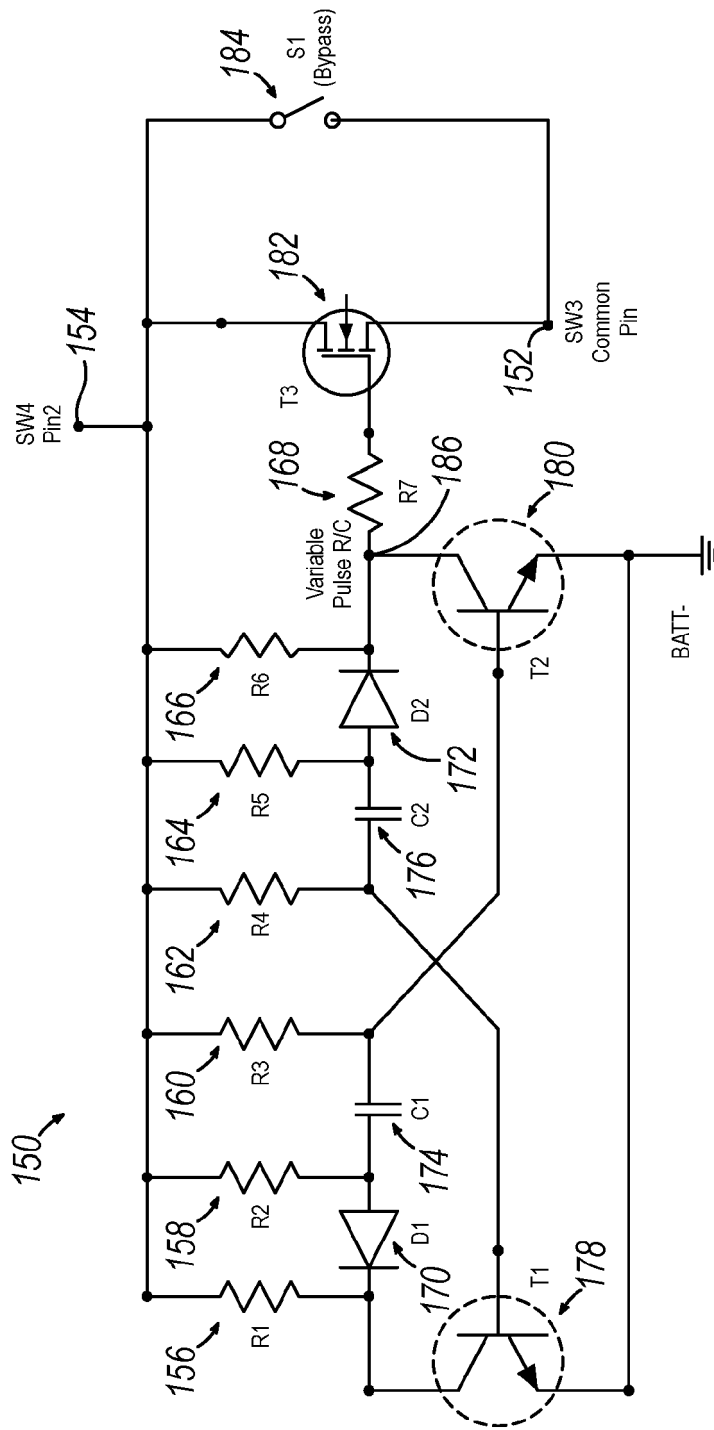 150
SW4
Pin2
154
156
R1
158
R2
160
R3
162
R4
164
R5
166
R6
170
D1
174
C1
176
C2
172
D2
Variable
Pulse R/C
168
R7
186
T3
182
184
S1
(Bypass)
152
SW3
Common
Pin
T1
178
T2
180
BATT-